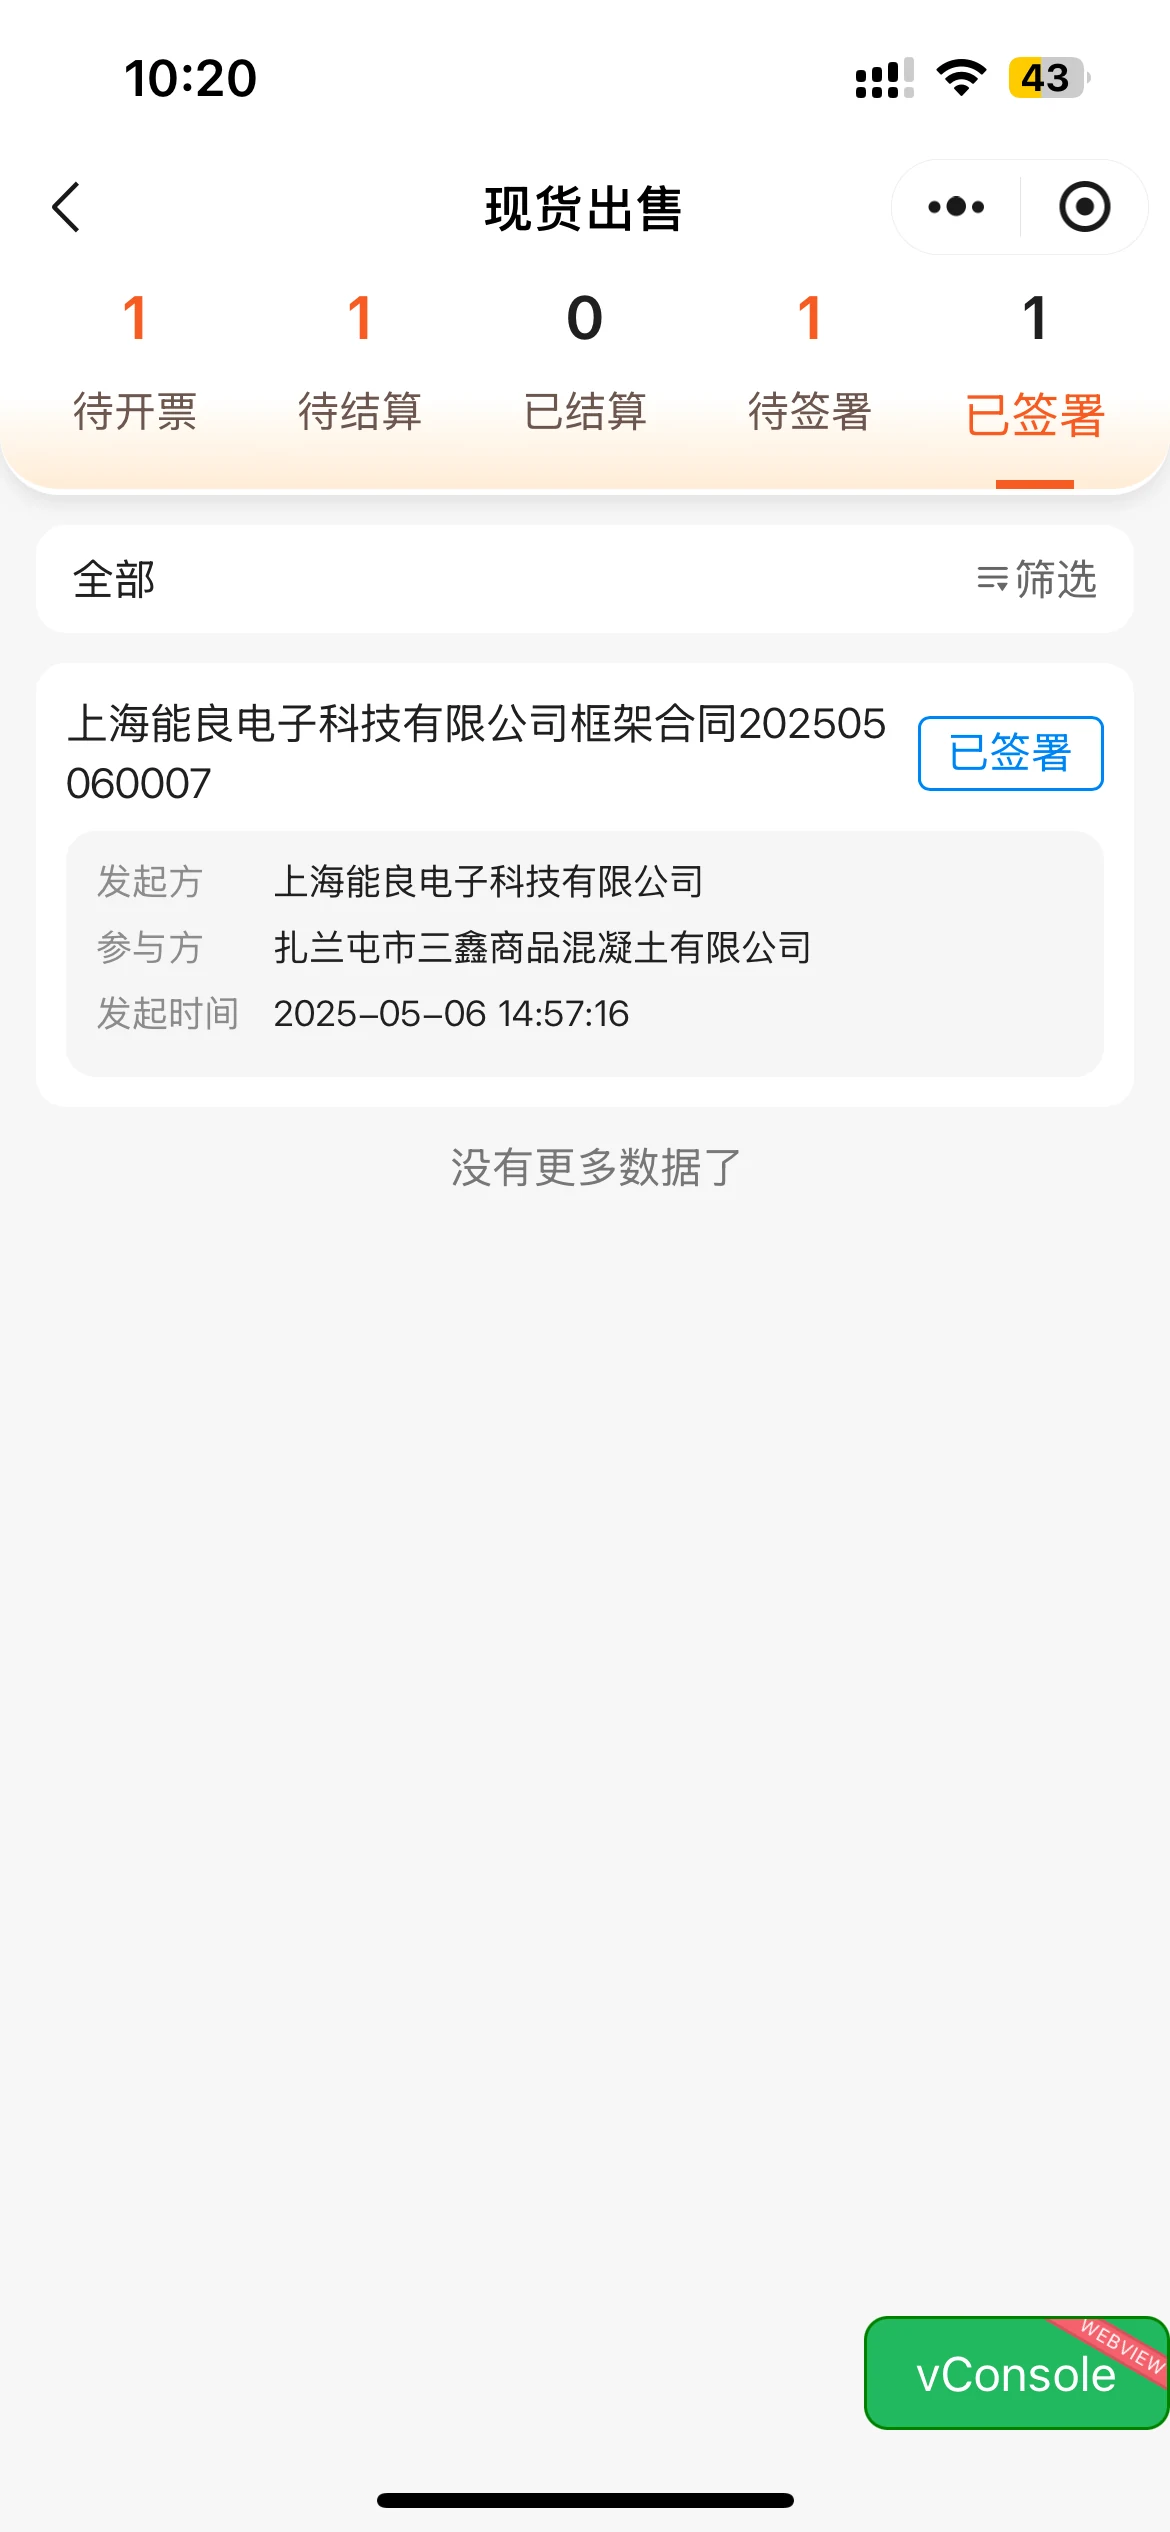 10:20
43
现货出售
1 1 0 1 1
待开票 待结算 已结算 待签署 已签署
全部 筛选
上海能良电子科技有限公司框架合同202505
060007
已签署
发起方 上海能良电子科技有限公司
参与方 扎兰屯市三鑫商品混凝土有限公司
发起时间 2025-05-06 14:57:16
没有更多数据了
WEBVIEW
vConsole